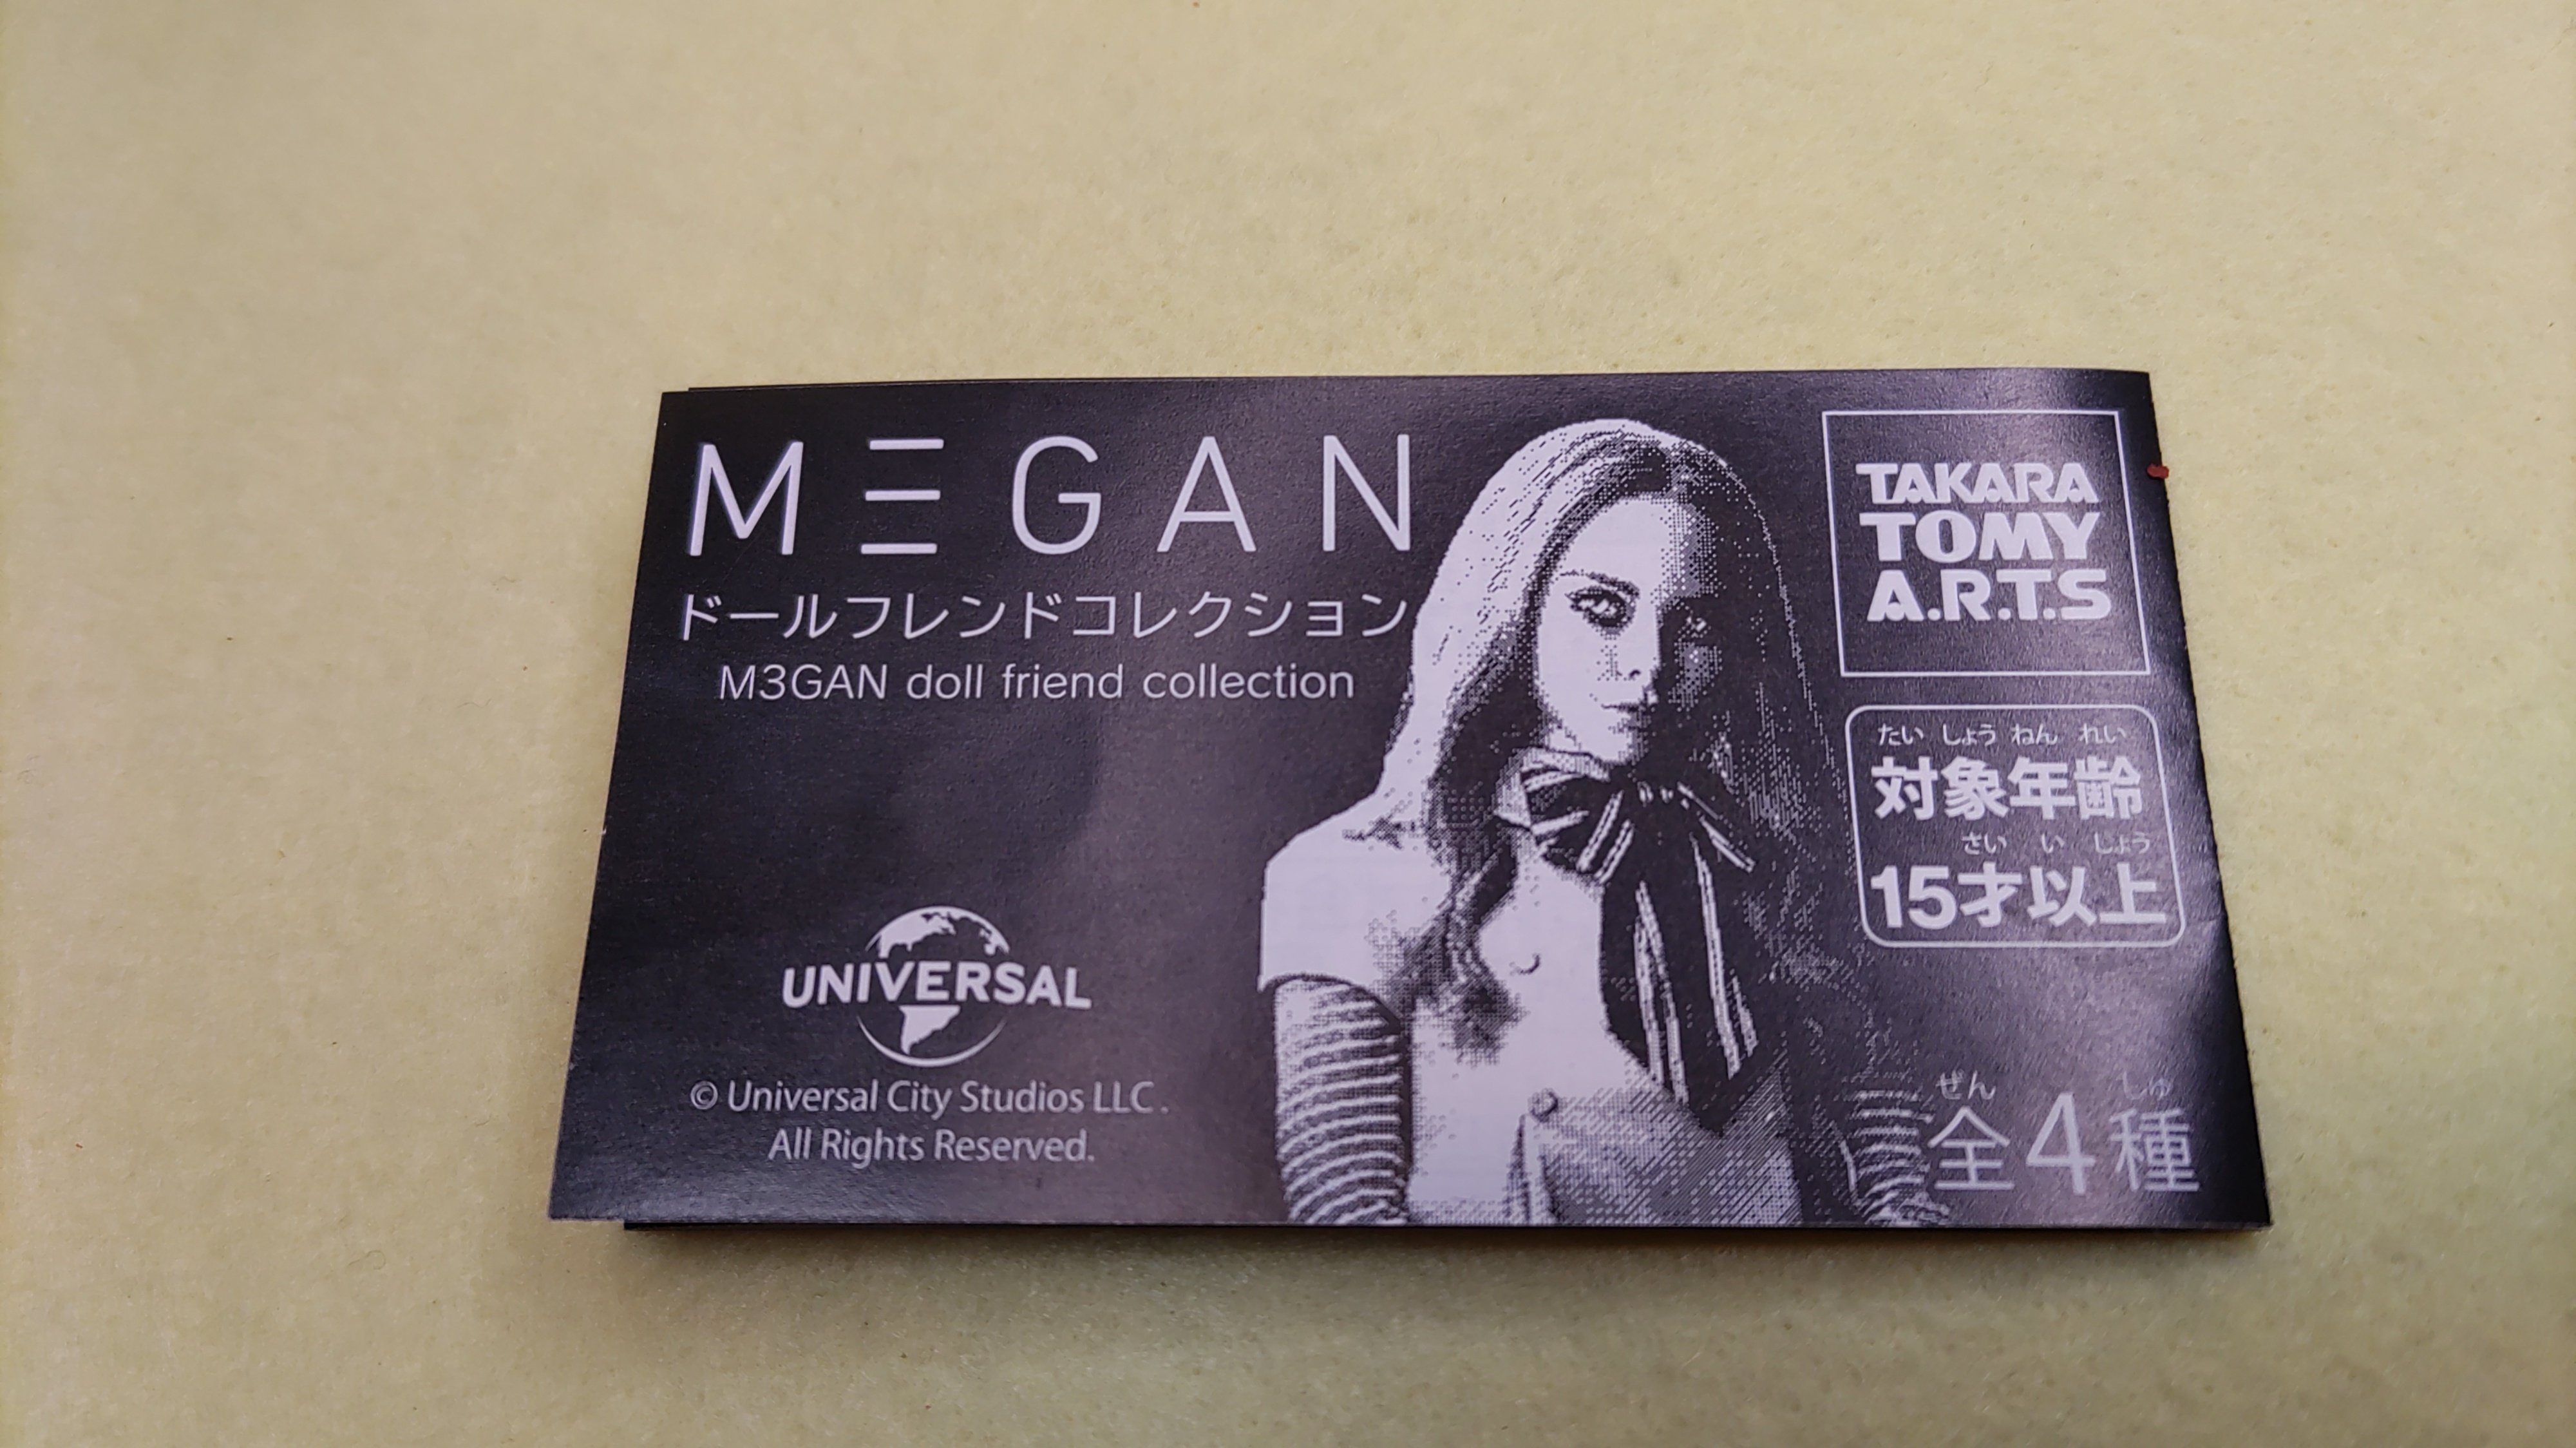 MΞGAN
ドールフレンドコレクション
M3GAN doll friend collection
UNIVERSAL
© Universal City Studios LLC.
All Rights Reserved.
TAKARA
TOMY
A.R.T.S
たい しょう ねん れい
対象年齢
さい い しょう
15才以上
ぜん しゅ
全4種